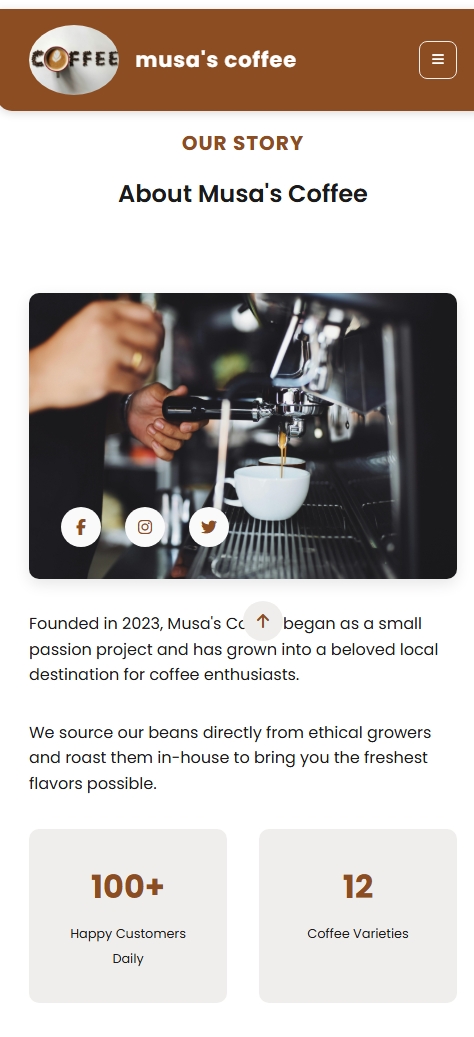 COFFEE
musa's coffee
OUR STORY
About Musa's Coffee
Founded in 2023, Musa's Co began as a small
passion project and has grown into a beloved local
destination for coffee enthusiasts.
We source our beans directly from ethical growers
and roast them in-house to bring you the freshest
flavors possible.
100+
Happy Customers
Daily
12
Coffee Varieties